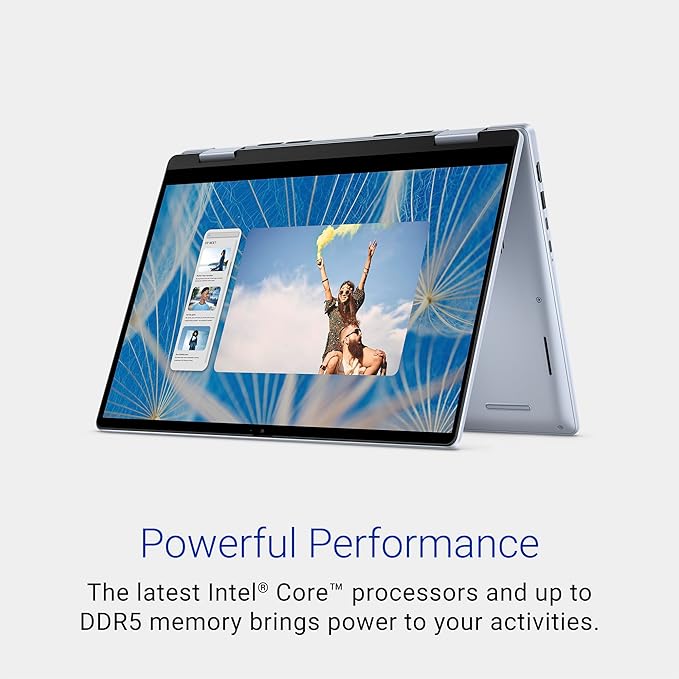 Powerful Performance
The latest Intel® Core™ processors and up to
DDR5 memory brings power to your activities.